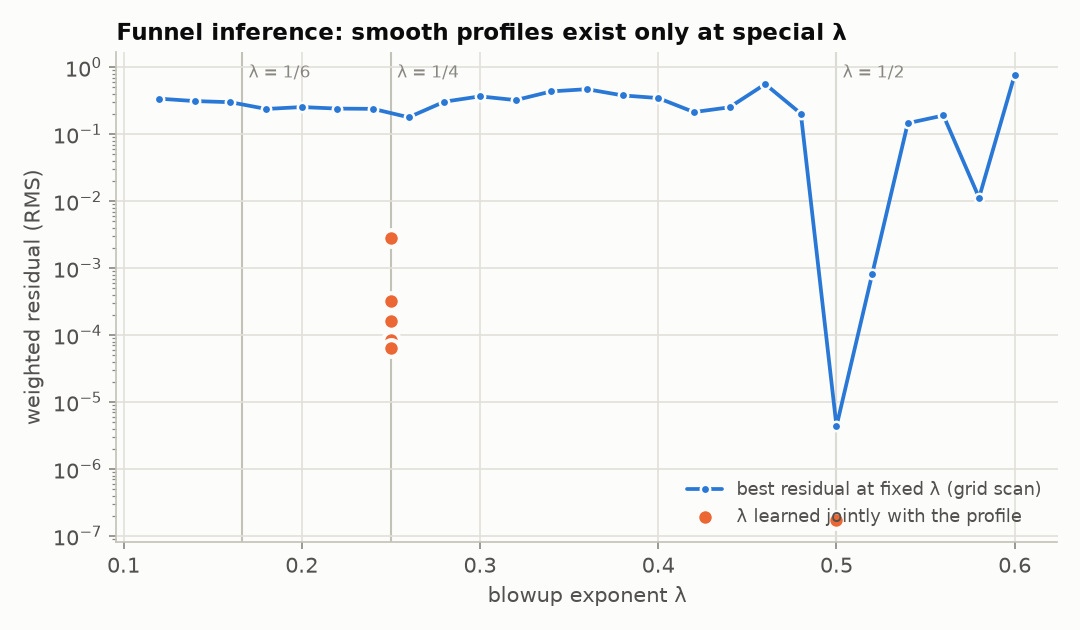 Funnel inference: smooth profiles exist only at special λ
λ = 1/6
λ = 1/4
λ = 1/2
10⁰
10⁻¹
10⁻²
10⁻³
10⁻⁴
10⁻⁵
10⁻⁶
10⁻⁷
weighted residual (RMS)
best residual at fixed λ (grid scan)
λ learned jointly with the profile
0.1 0.2 0.3 0.4 0.5 0.6
blowup exponent λ